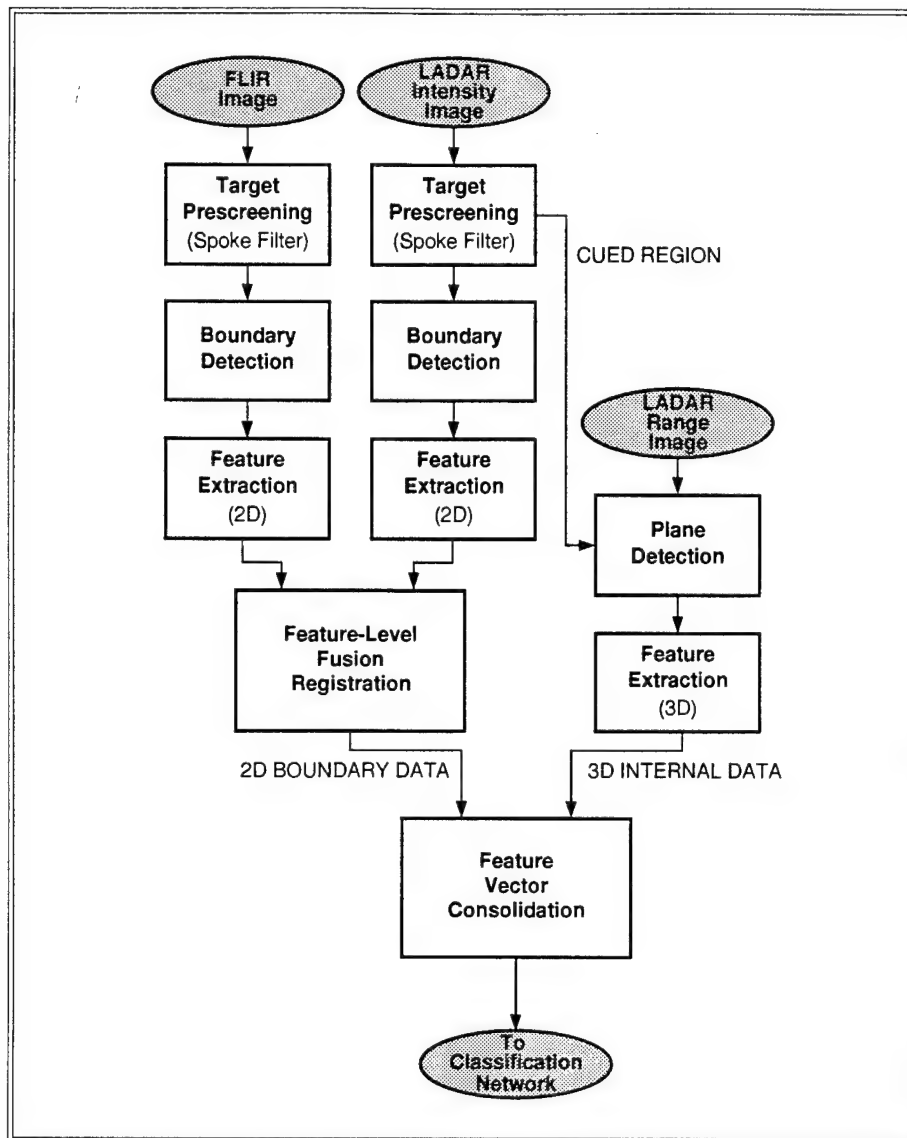 FLIR
Image
LADAR
Intensity
Image
Target
Prescreening
(Spoke Filter)
Target
Prescreening
(Spoke Filter)
CUED REGION
Boundary
Detection
Boundary
Detection
LADAR
Range
Image
Feature
Extraction
(2D)
Feature
Extraction
(2D)
Plane
Detection
Feature-Level
Fusion
Registration
Feature
Extraction
(3D)
2D BOUNDARY DATA
3D INTERNAL DATA
Feature
Vector
Consolidation
To
Classification
Network